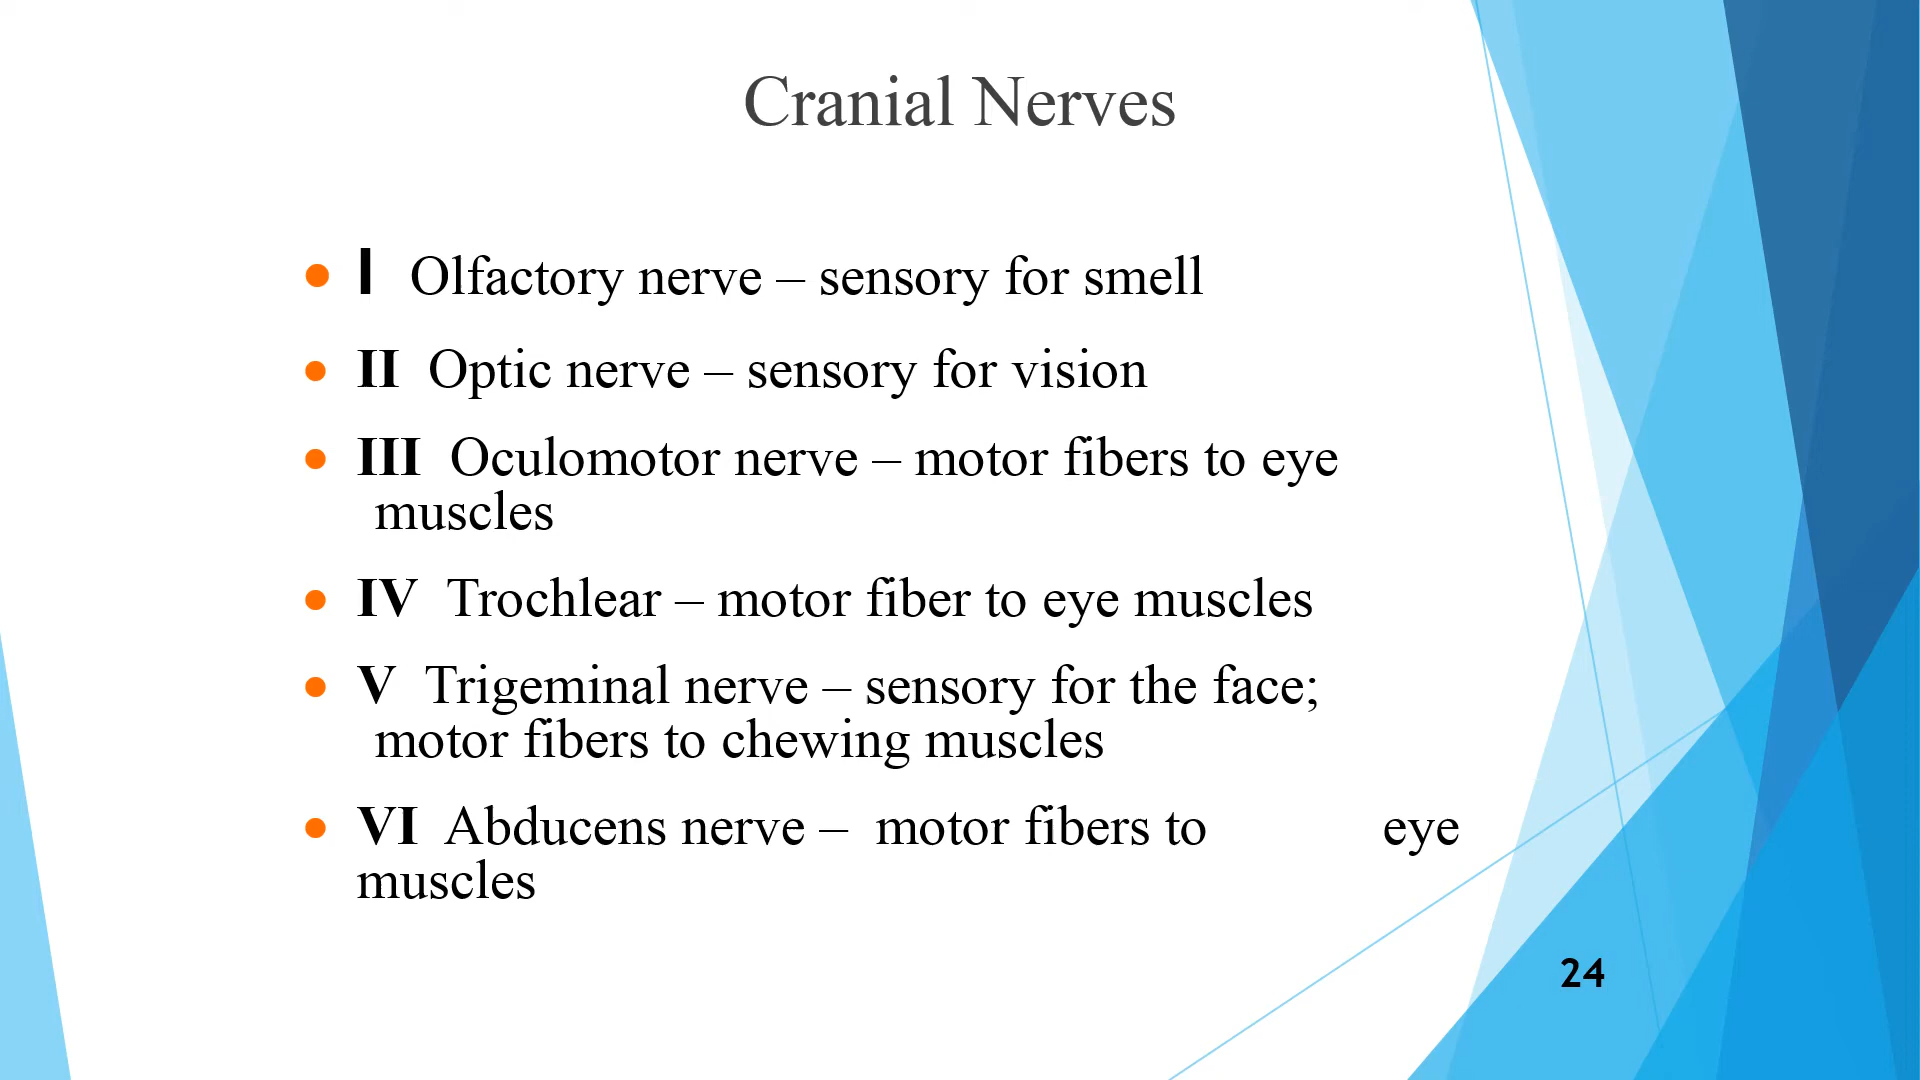 Cranial Nerves
• I Olfactory nerve – sensory for smell
• II Optic nerve – sensory for vision
• III Oculomotor nerve – motor fibers to eye
muscles
• IV Trochlear – motor fiber to eye muscles
• V Trigeminal nerve – sensory for the face;
motor fibers to chewing muscles
• VI Abducens nerve – motor fibers to eye
muscles
24